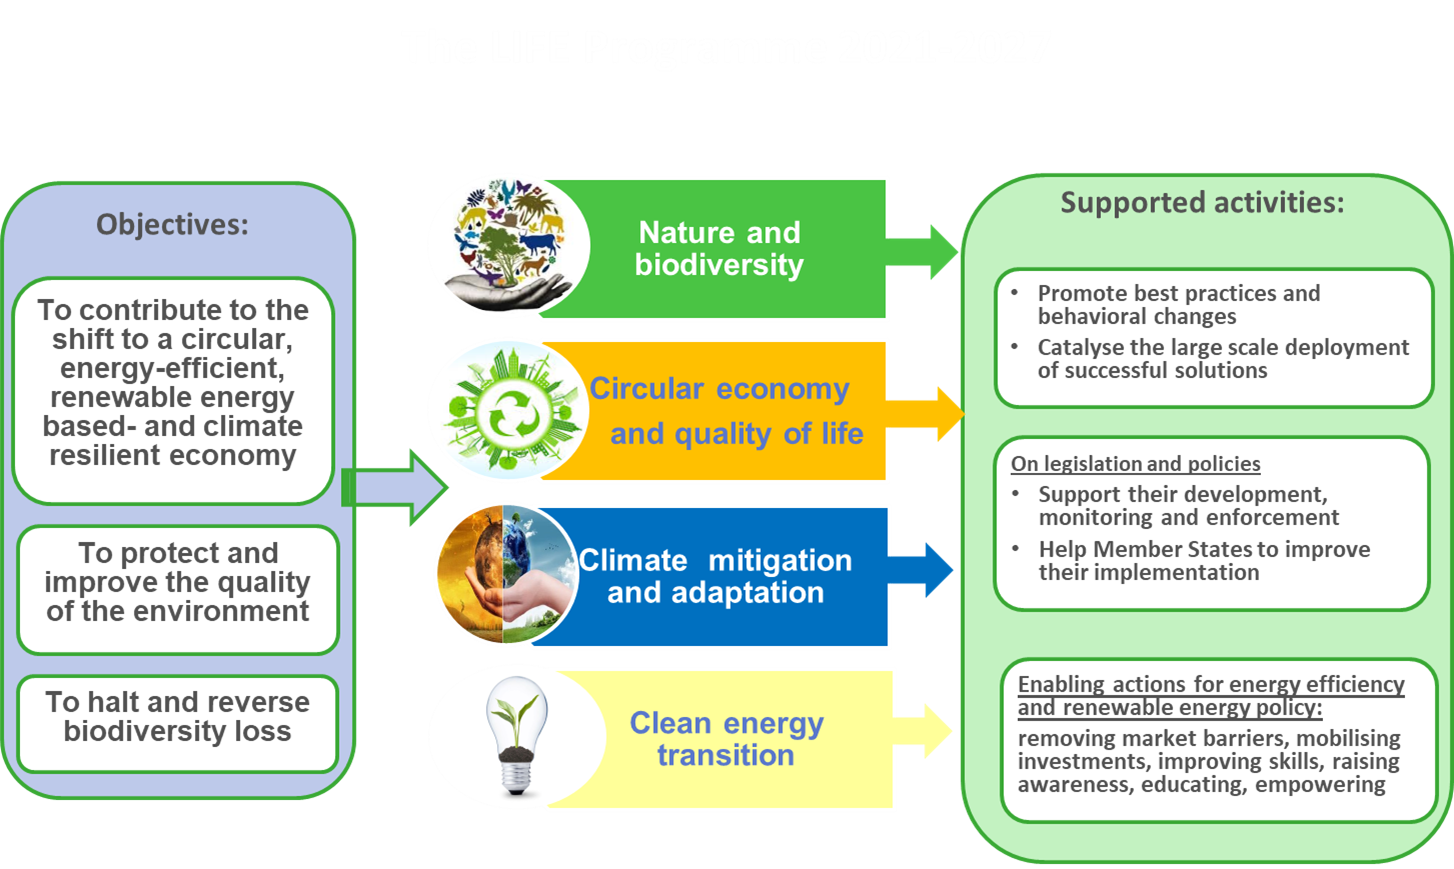 Objectives:
To contribute to the
shift to a circular,
energy-efficient,
renewable energy
based- and climate
resilient economy
To protect and
improve the quality
of the environment
To halt and reverse
biodiversity loss
Nature and
biodiversity
Circular economy
and quality of life
Climate mitigation
and adaptation
Clean energy
transition
Supported activities:
• Promote best practices and
behavioral changes
• Catalyse the large scale deployment
of successful solutions
On legislation and policies
• Support their development,
monitoring and enforcement
• Help Member States to improve
their implementation
Enabling actions for energy efficiency
and renewable energy policy:
removing market barriers, mobilising
investments, improving skills, raising
awareness, educating, empowering